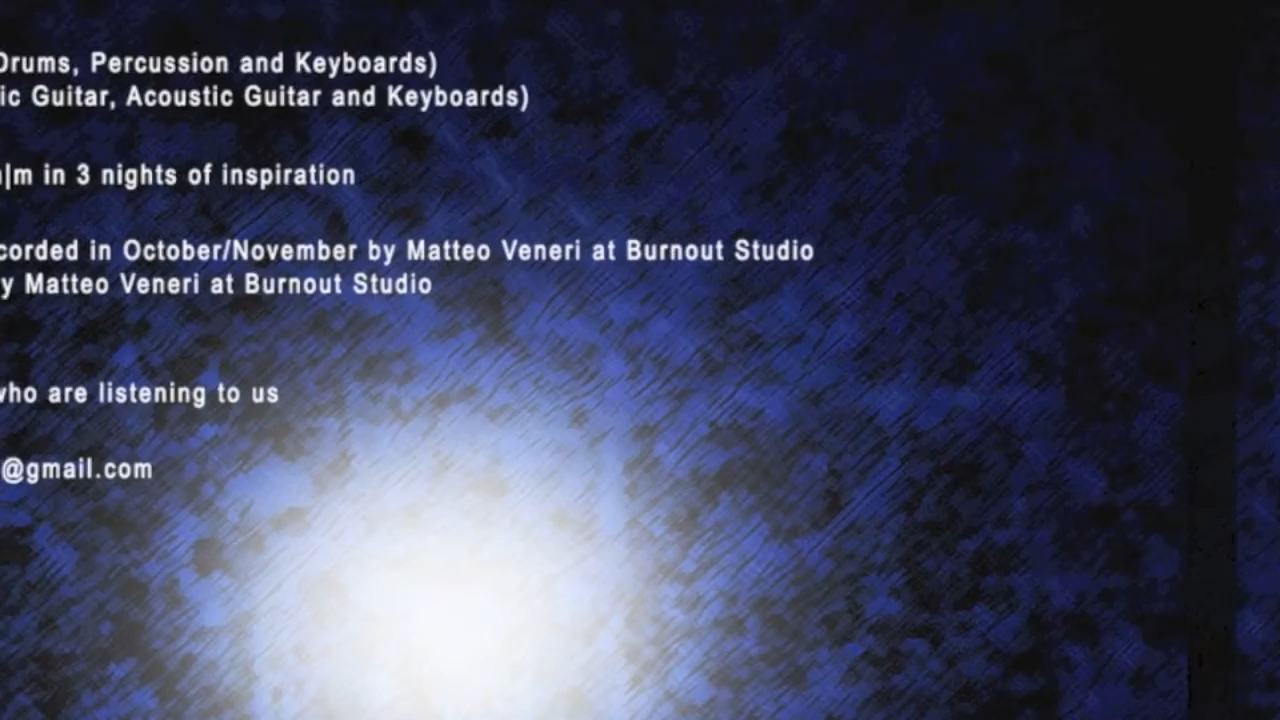 Drums, Percussion and Keyboards)
ic Guitar, Acoustic Guitar and Keyboards)
|m in 3 nights of inspiration
corded in October/November by Matteo Veneri at Burnout Studio
y Matteo Veneri at Burnout Studio
who are listening to us
@gmail.com